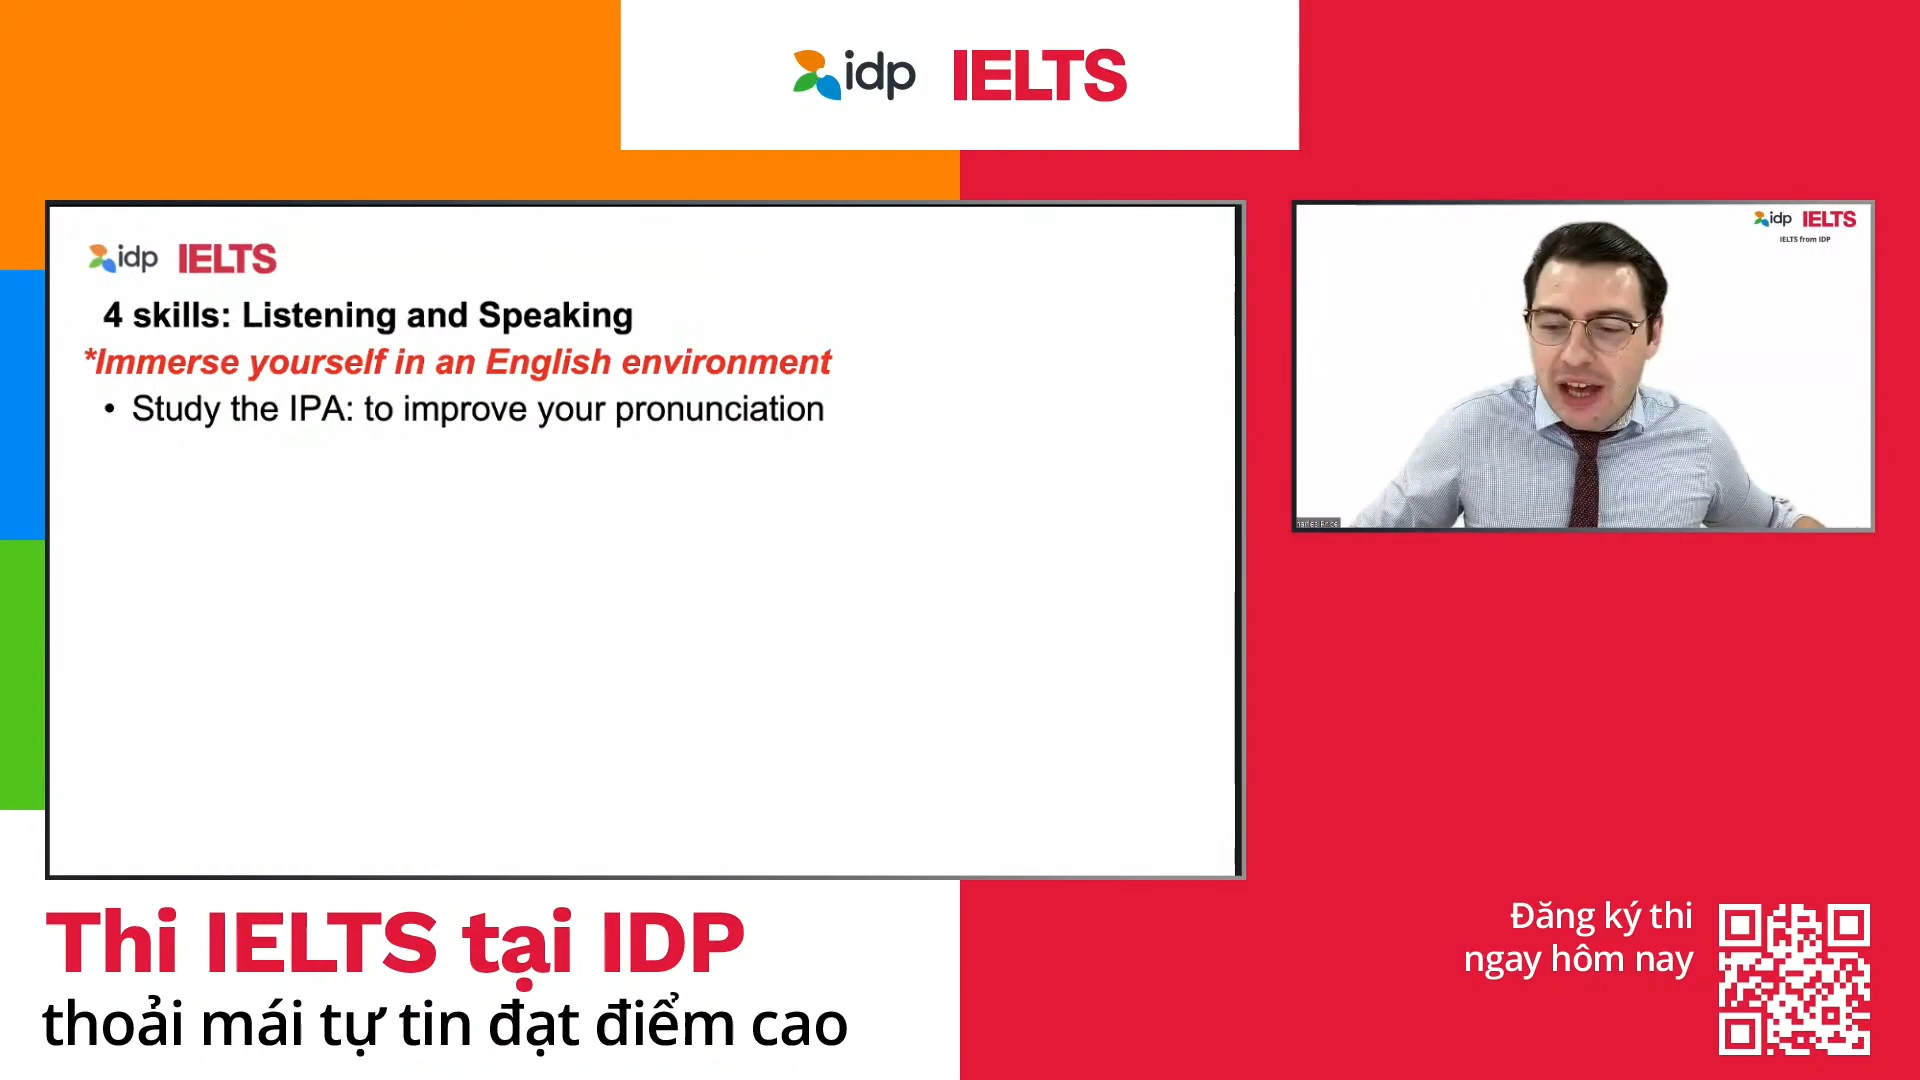 idp IELTS
idp IELTS
4 skills: Listening and Speaking
*Immerse yourself in an English environment
• Study the IPA: to improve your pronunciation
idp IELTS
IELTS from IDP
Thi IELTS tại IDP
thoải mái tự tin đạt điểm cao
Đăng ký thi
ngay hôm nay